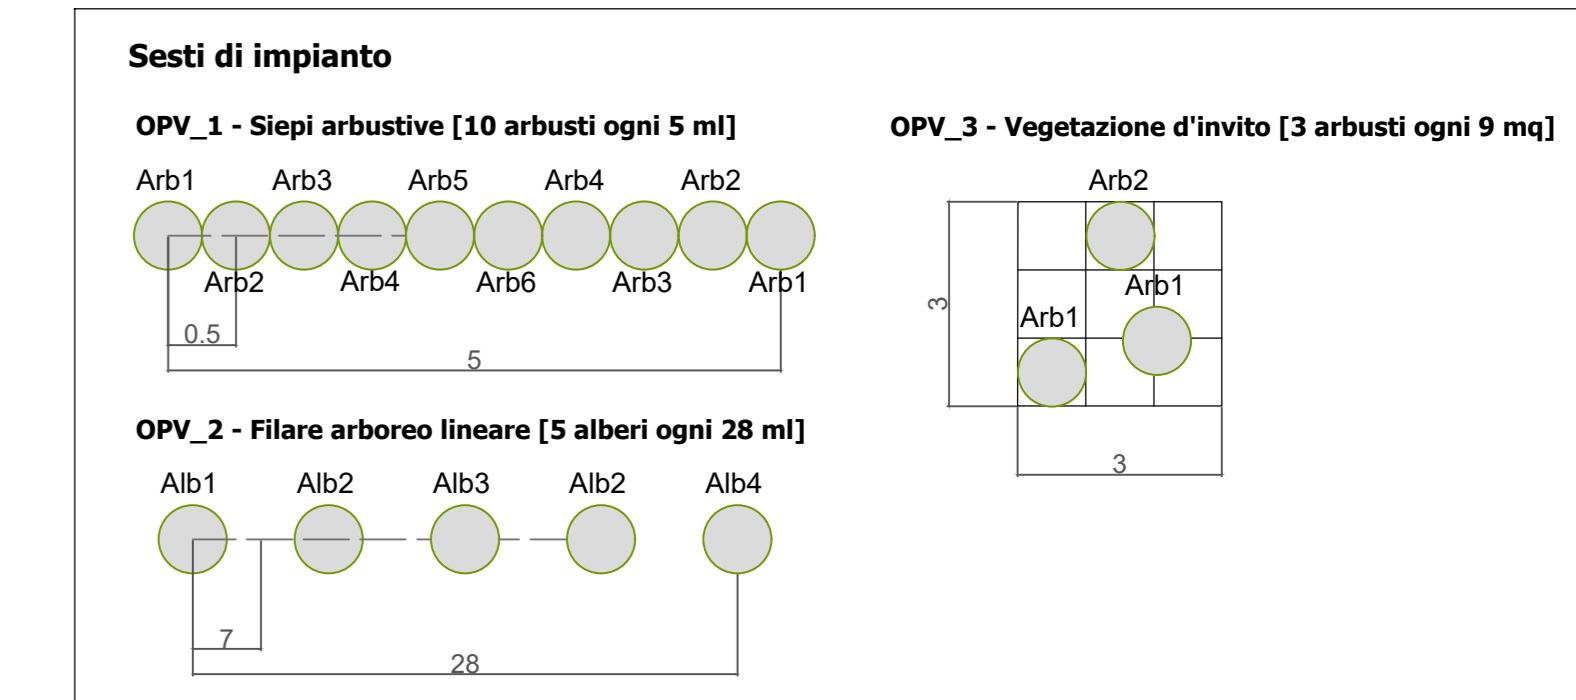 Sesti di impianto
OPV_1 - Siepi arbustive [10 arbusti ogni 5 ml]
Arb1 Arb3 Arb5 Arb4 Arb2
Arb2 Arb4 Arb6 Arb3 Arb1
0.5
5
OPV_2 - Filare arboreo lineare [5 alberi ogni 28 ml]
Alb1 Alb2 Alb3 Alb2 Alb4
7
28
OPV_3 - Vegetazione d'invito [3 arbusti ogni 9 mq]
Arb2
Arb1
Arb1
3
3